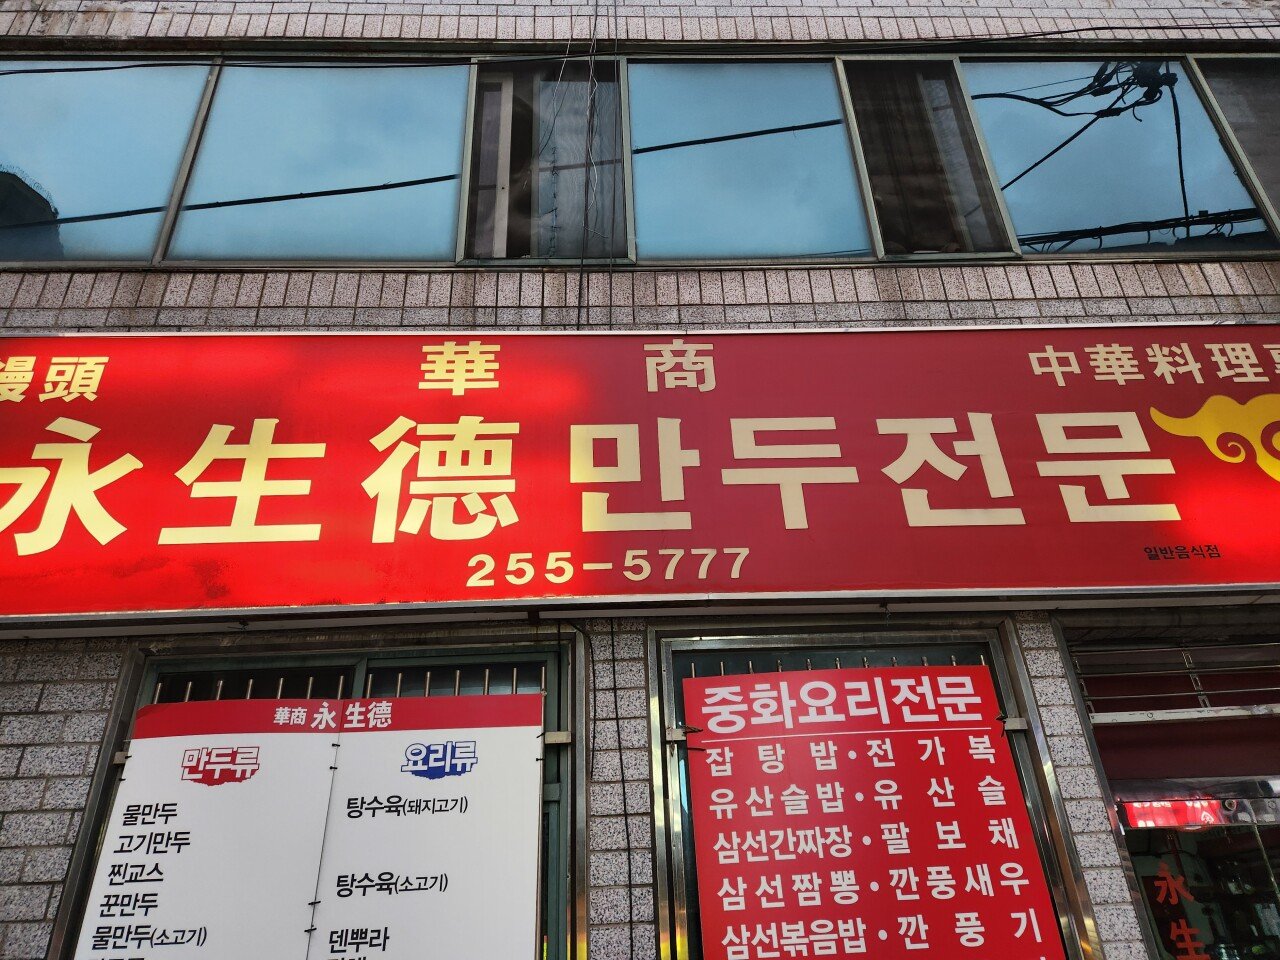 饅頭
華商
中華料理
永生德만두전문
255-5777
일반음식점
華商 永生德
만두류
물만두
고기만두
찐교스
꾼만두
물만두(소고기)
요리류
탕수육(돼지고기)
탕수육(소고기)
덴뿌라
중화요리전문
잡탕밥·전가복
유산슬밥·유산슬
삼선간짜장·팔보채
삼선짬뽕·깐풍새우
삼선볶음밥·깐풍기
永生